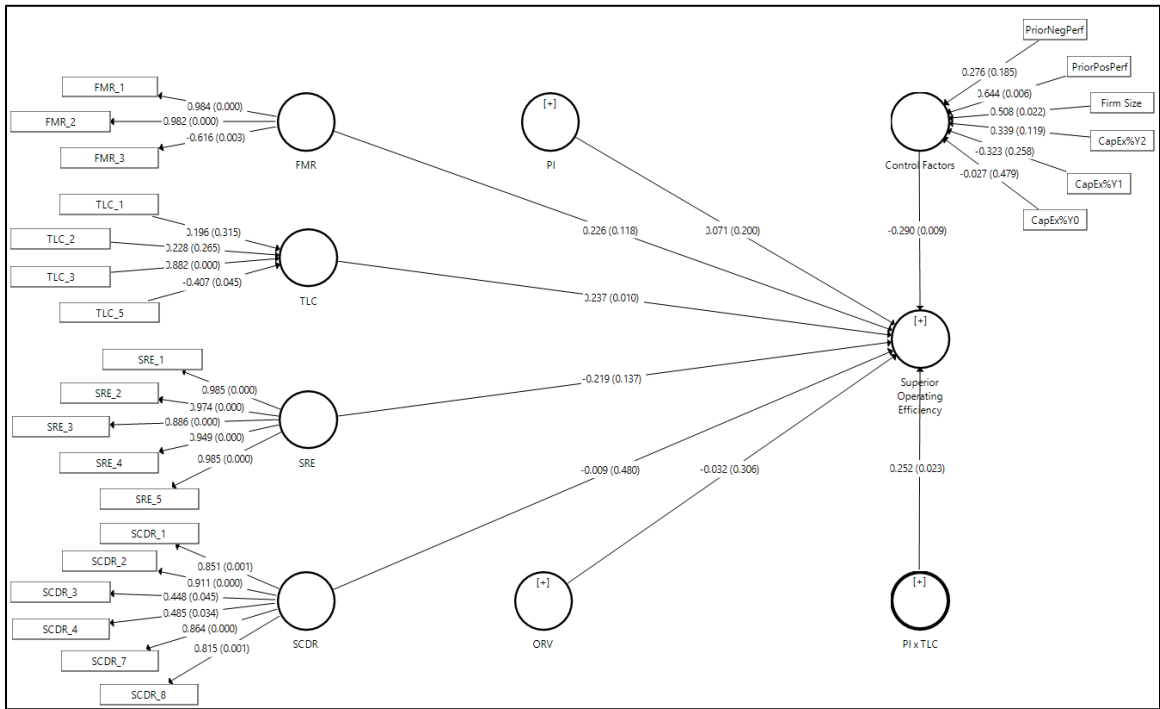 FMR_1
FMR_2
FMR_3
0.984 (0.000)
0.982 (0.000)
-0.616 (0.003)
FMR
[+]
PI
PriorNegPerf
PriorPosPerf
Firm Size
CapEx%Y2
CapEx%Y1
CapEx%Y0
0.276 (0.185)
0.644 (0.006)
0.508 (0.022)
0.339 (0.119)
-0.323 (0.258)
-0.027 (0.479)
Control Factors
TLC_1
TLC_2
TLC_3
TLC_5
0.196 (0.315)
0.228 (0.265)
0.882 (0.000)
-0.407 (0.045)
TLC
0.226 (0.118)
0.071 (0.200)
-0.290 (0.009)
0.237 (0.010)
[+]
Superior
Operating
Efficiency
SRE_1
SRE_2
SRE_3
SRE_4
SRE_5
0.985 (0.000)
0.974 (0.000)
0.886 (0.000)
0.949 (0.000)
0.985 (0.000)
SRE
-0.219 (0.137)
-0.009 (0.480)
-0.032 (0.306)
0.252 (0.023)
SCDR_1
SCDR_2
SCDR_3
SCDR_4
SCDR_7
SCDR_8
0.851 (0.001)
0.911 (0.000)
0.448 (0.045)
0.485 (0.034)
0.864 (0.000)
0.815 (0.001)
SCDR
[+]
ORV
[+]
PI x TLC